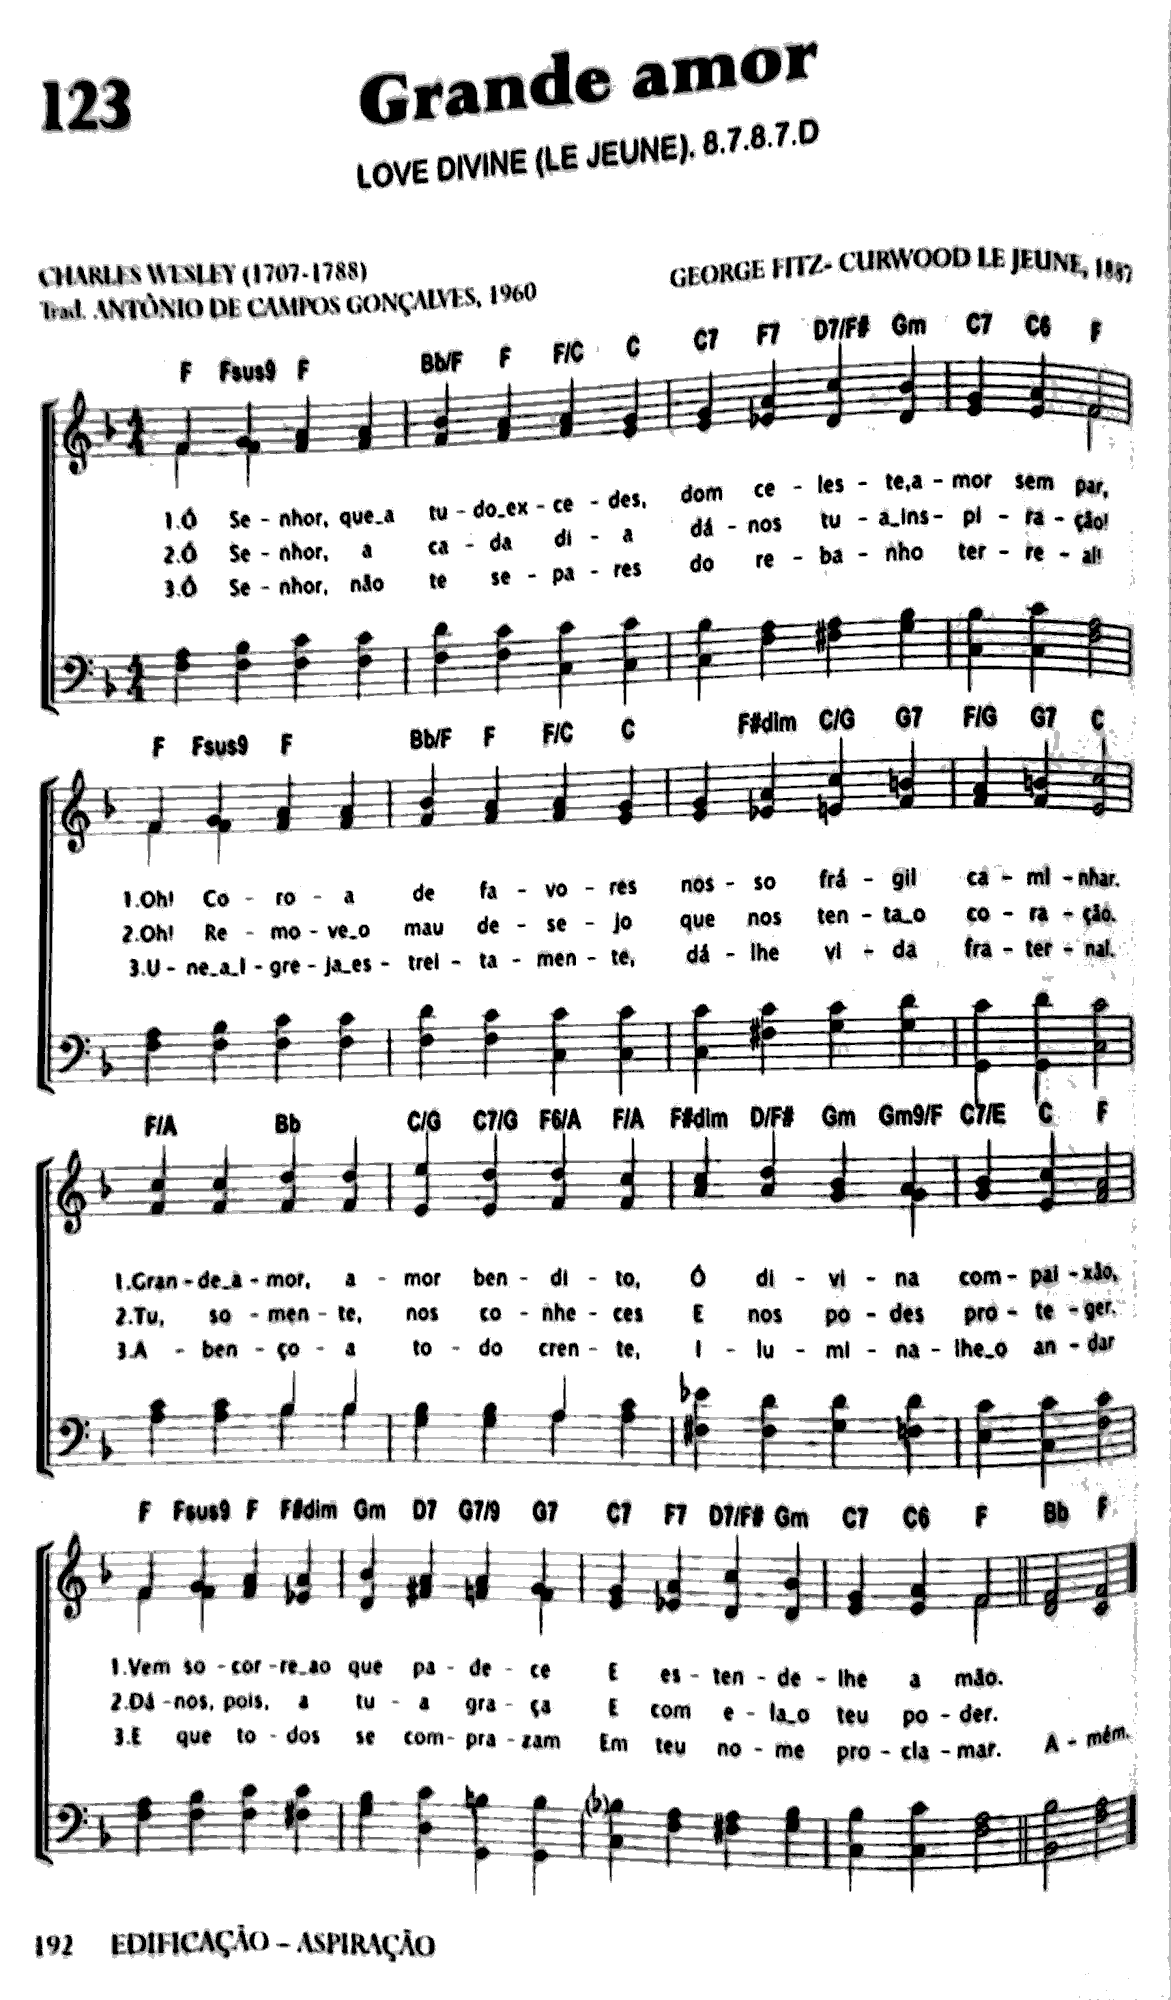 123
Grande amor
LOVE DIVINE (LE JEUNE). 8.7.8.7.D
CHARLES WESLEY (1707-1788)
Trad. ANTÔNIO DE CAMPOS GONÇALVES, 1960
GEORGE FITZ- CURWOOD LE JEUNE, 1887
F Fsus9 F Bb/F F F/C C C7 F7 D7/F# Gm C7 C6 F
1.Ó Se - nhor, que_a tu - do_ex - ce - des, dom ce - les - te,a - mor sem par,
2.Ó Se - nhor, a ca - da di - a dá - nos tu - a_ins - pi - ra - ção!
3.Ó Se - nhor, não te se - pa - res do re - ba - nho ter - re - al!
F Fsus9 F Bb/F F F/C C F#dim C/G G7 F/G G7 C
1.Oh! Co - ro - a de fa - vo - res nos - so frá - gil ca - mi - nhar.
2.Oh! Re - mo - ve_o mau de - se - jo que nos ten - ta_o co - ra - ção.
3.U - ne_a_I - gre - ja_es - trei - ta - men - te, dá - lhe vi - da fra - ter - nal.
F/A Bb C/G C7/G F6/A F/A F#dim D/F# Gm Gm9/F C7/E C F
1.Gran - de_a - mor, a - mor ben - di - to, Ó di - vi - na com - pai - xão,
2.Tu, so - men - te, nos co - nhe - ces E nos po - des pro - te - ger.
3.A - ben - ço - a to - do cren - te, I - lu - mi - na - lhe_o an - dar
F Fsus9 F F#dim Gm D7 G7/9 G7 C7 F7 D7/F# Gm C7 C6 F Bb F
1.Vem so - cor - re_ao que pa - de - ce E es - ten - de - lhe a mão.
2.Dá - nos, pois, a tu - a gra - ça E com e - la_o teu po - der.
3.E que to - dos se com - pra - zam Em teu no - me pro - cla - mar. A - mém.
192 EDIFICAÇÃO – ASPIRAÇÃO